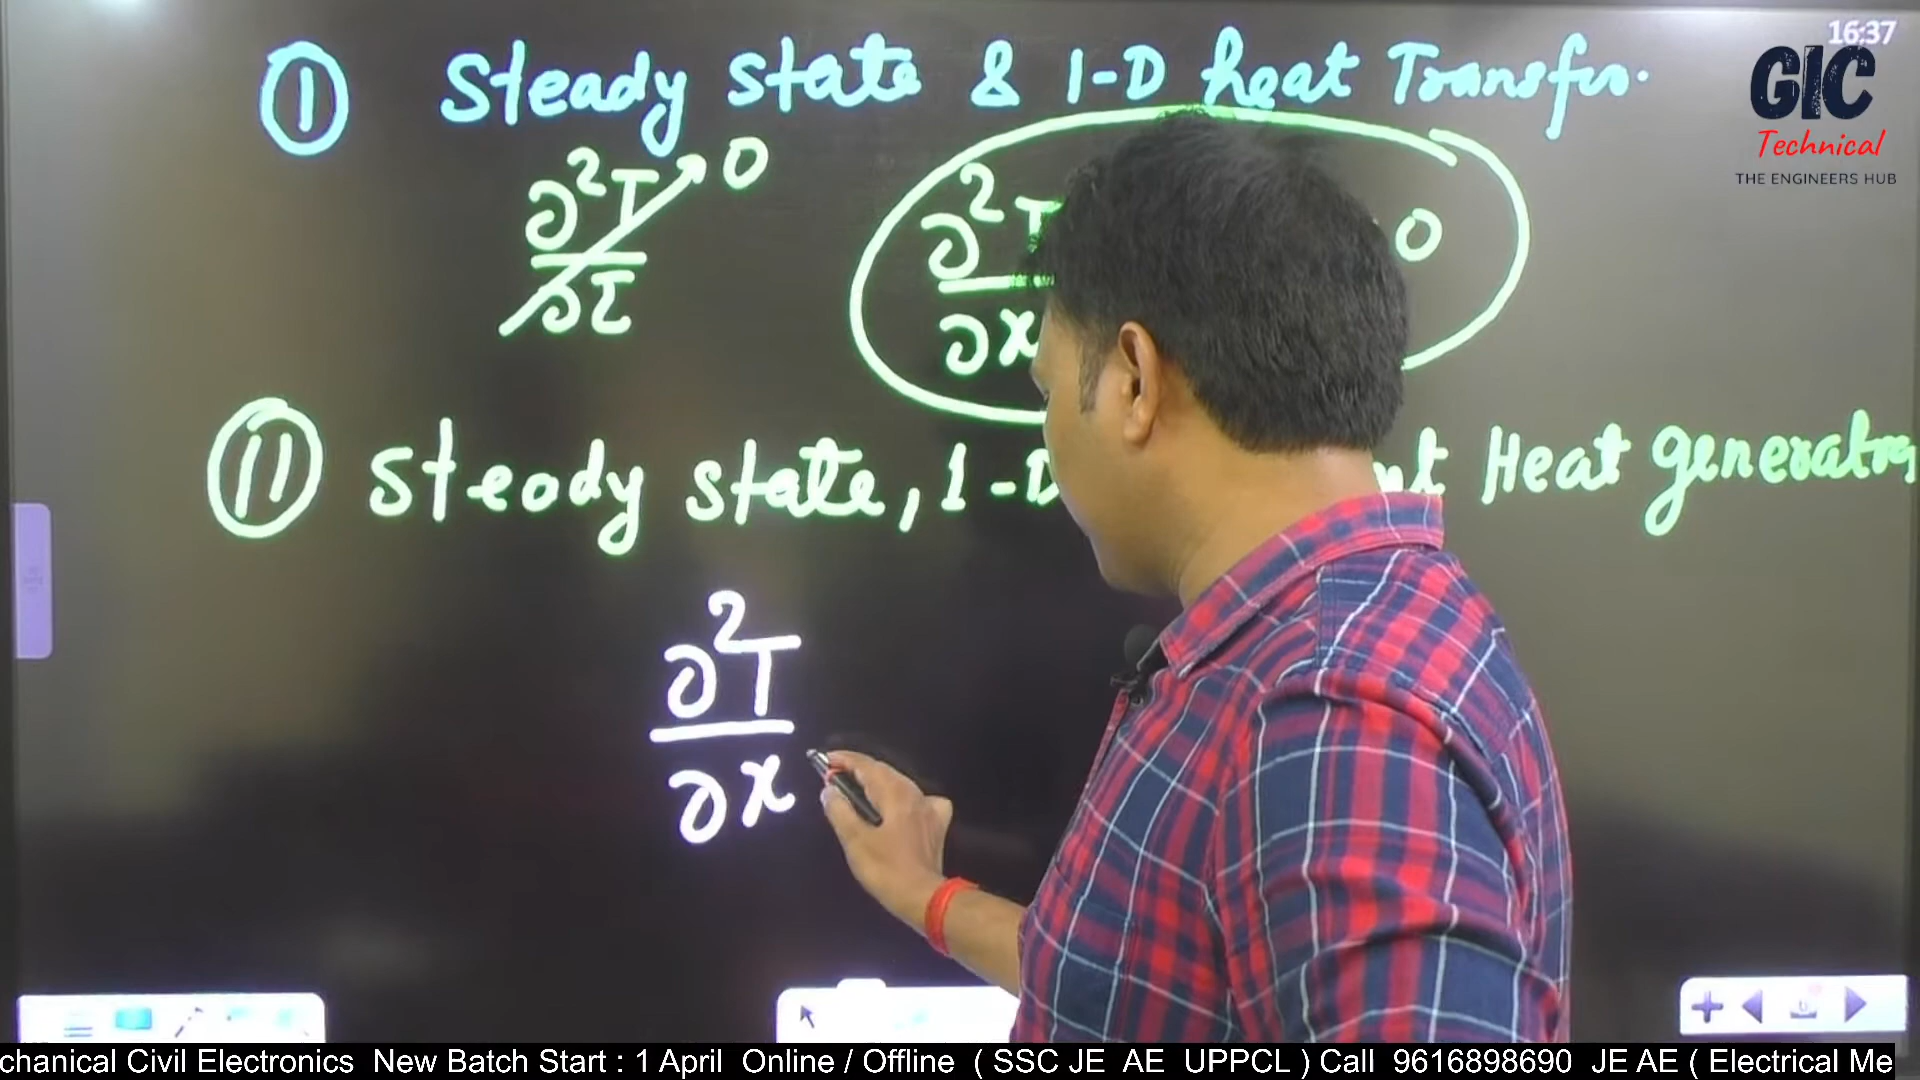 16:37
GIC
Technical
THE ENGINEERS HUB
① Steady state & 1-D heat Transfer.
∂²T/∂τ → 0
∂²T/∂x 0
⑪ Steady state, 1-D Heat generation
∂²T/∂x
chanical Civil Electronics New Batch Start : 1 April Online / Offline ( SSC JE AE UPPCL ) Call 9616898690 JE AE ( Electrical Me